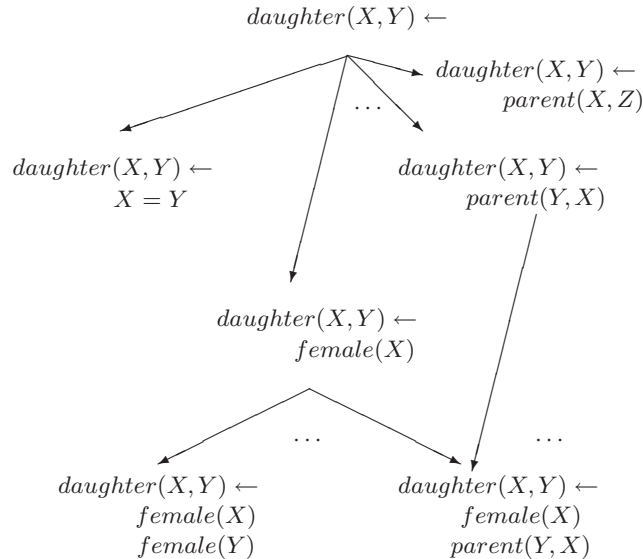 daughter(X, Y) ←
daughter(X, Y) ←
parent(X, Z)
. . .
daughter(X, Y) ←
X = Y
daughter(X, Y) ←
parent(Y, X)
daughter(X, Y) ←
female(X)
. . .
. . .
daughter(X, Y) ←
female(X)
female(Y)
daughter(X, Y) ←
female(X)
parent(Y, X)